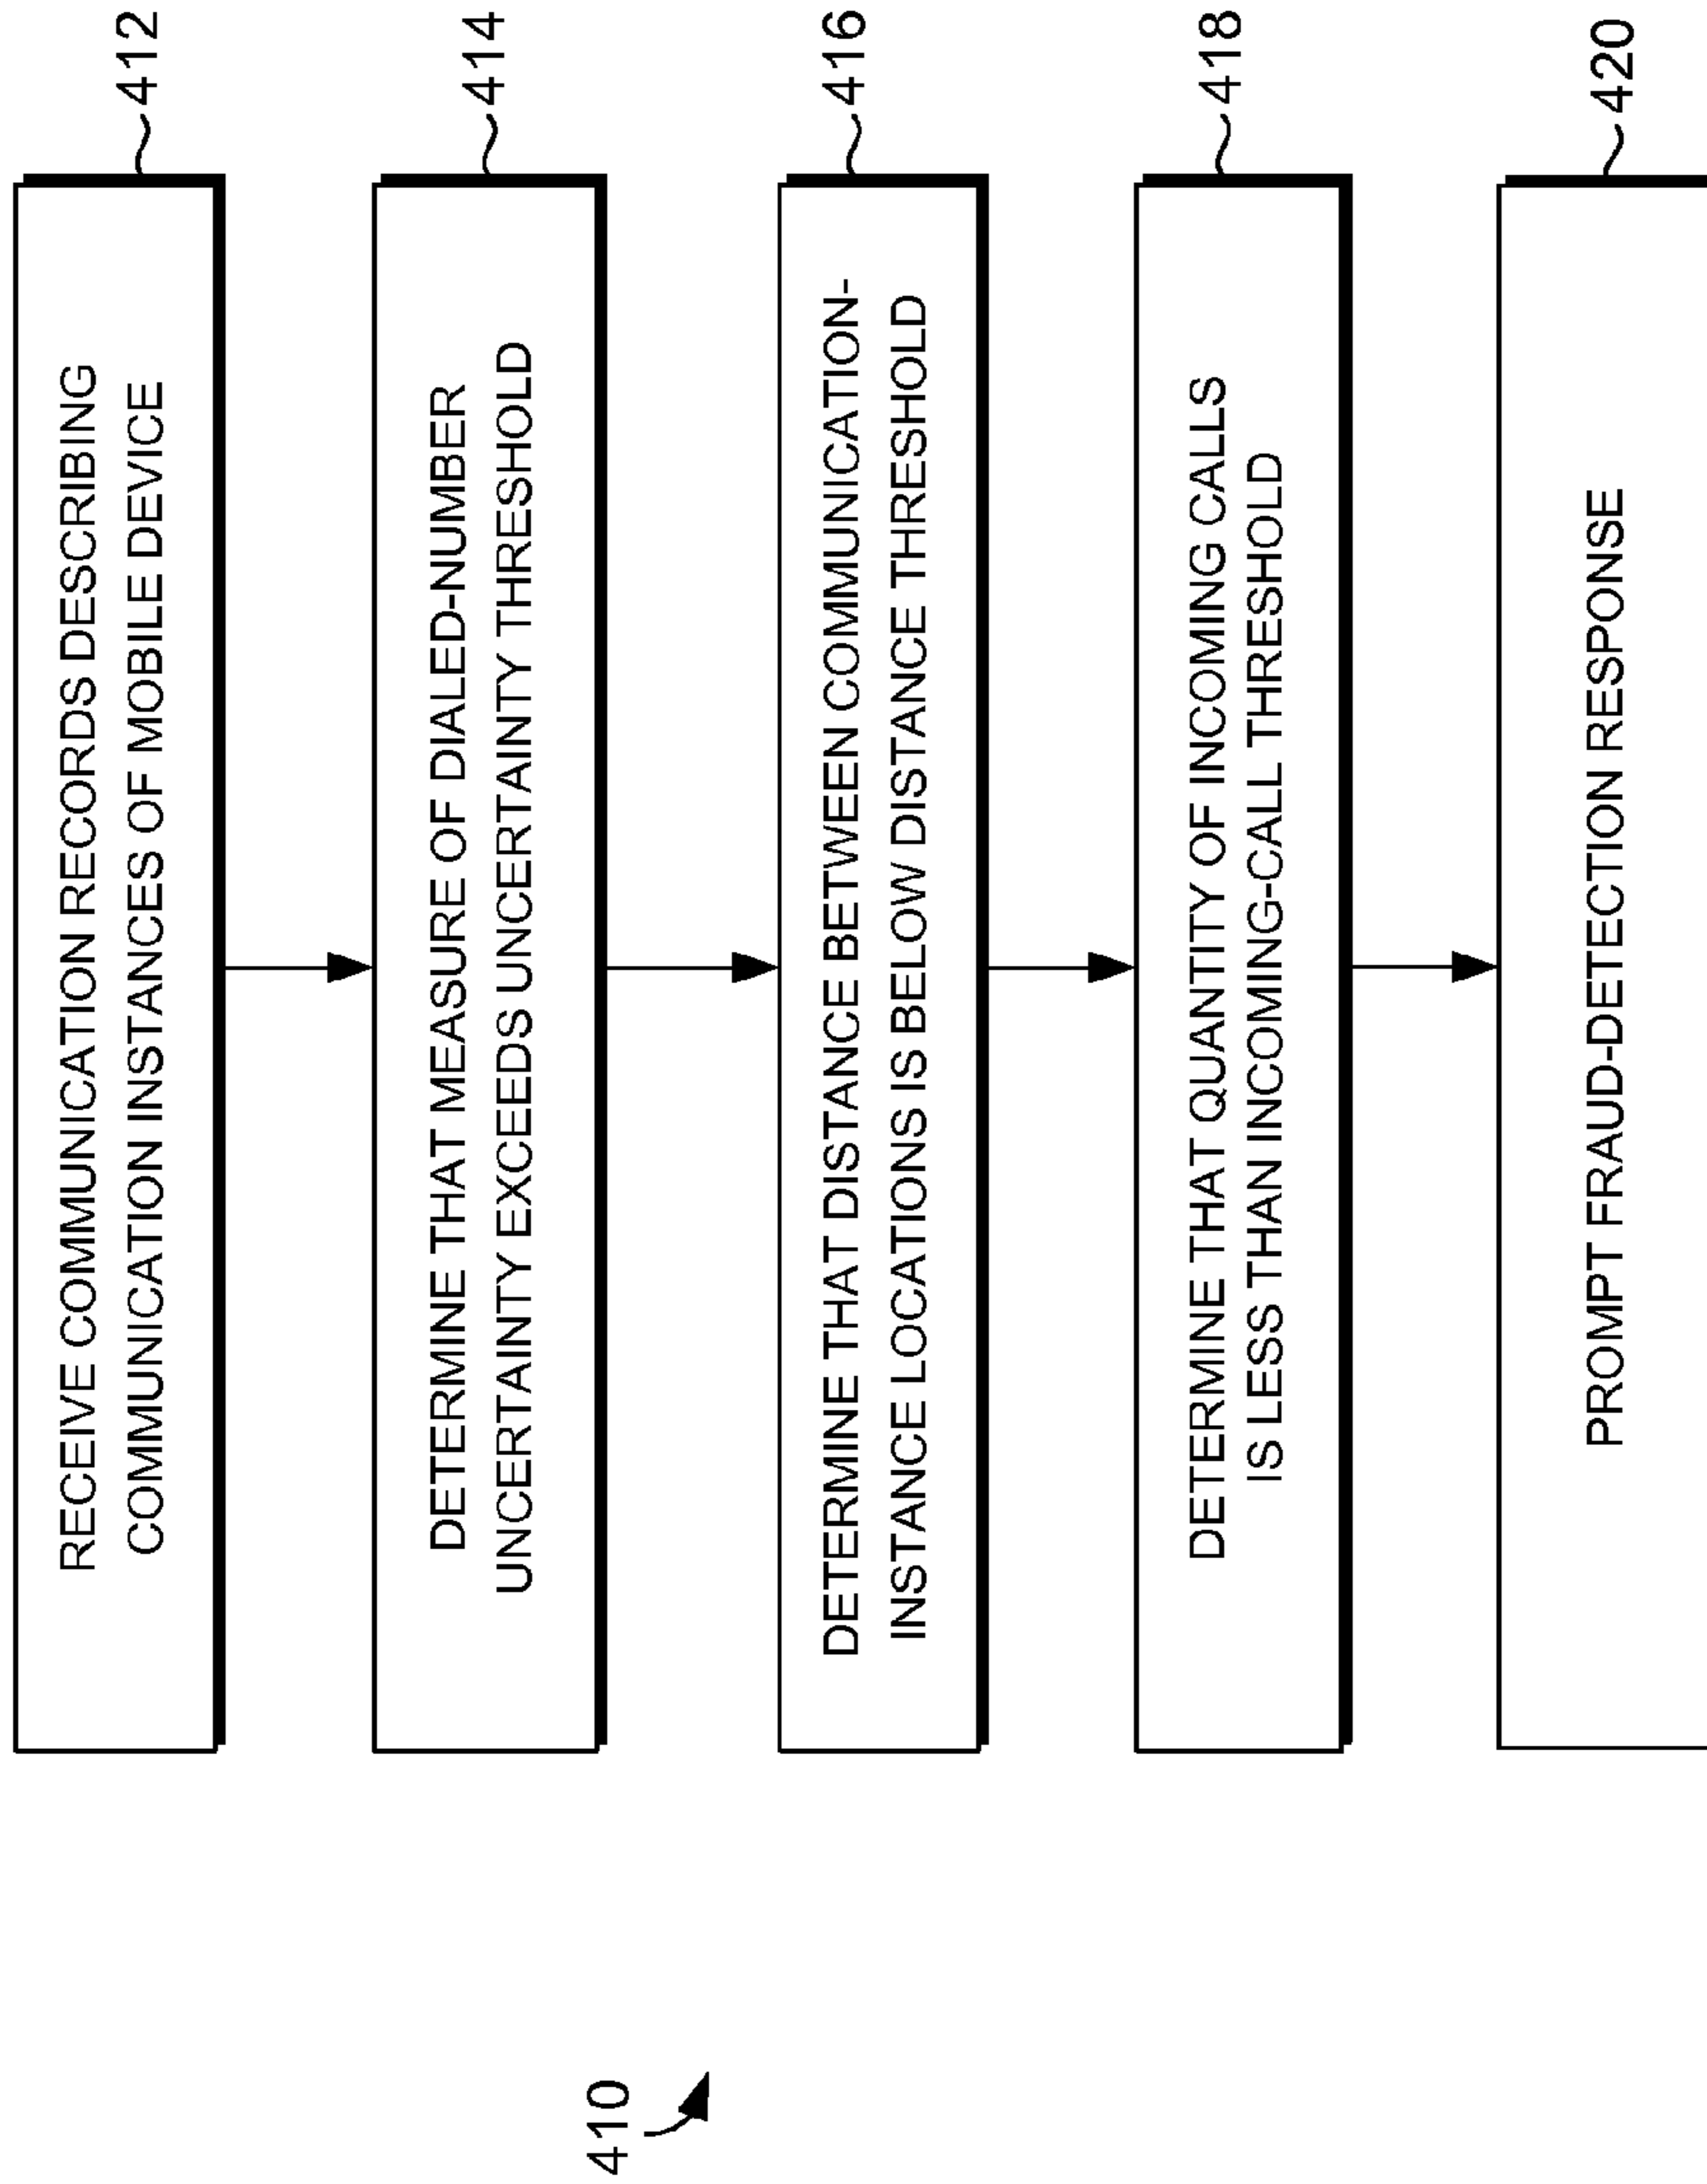 410
RECEIVE COMMUNICATION RECORDS DESCRIBING
COMMUNICATION INSTANCES OF MOBILE DEVICE
412
DETERMINE THAT MEASURE OF DIALED-NUMBER
UNCERTAINTY EXCEEDS UNCERTAINTY THRESHOLD
414
DETERMINE THAT DISTANCE BETWEEN COMMUNICATION-
INSTANCE LOCATIONS IS BELOW DISTANCE THRESHOLD
416
DETERMINE THAT QUANTITY OF INCOMING CALLS
IS LESS THAN INCOMING-CALL THRESHOLD
418
PROMPT FRAUD-DETECTION RESPONSE
420